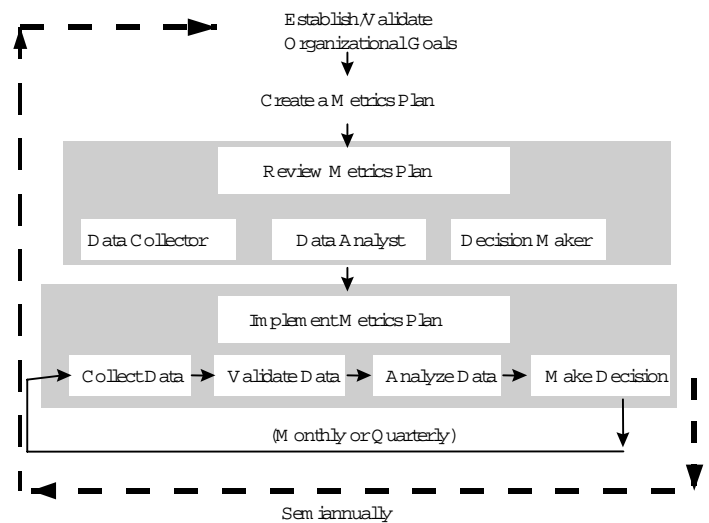 Establish/Validate
Organizational Goals
Create a Metrics Plan
Review Metrics Plan
Data Collector
Data Analyst
Decision Maker
Implement Metrics Plan
Collect Data
Validate Data
Analyze Data
Make Decision
(Monthly or Quarterly)
Semiannually